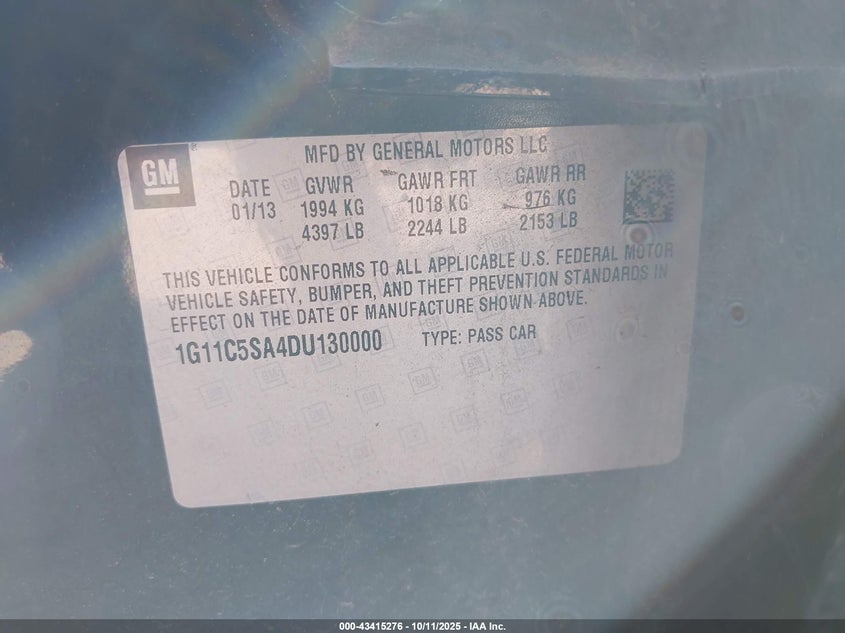 GM
MFD BY GENERAL MOTORS LLC
DATE GVWR GAWR FRT GAWR RR
01/13 1994 KG 1018 KG 976 KG
4397 LB 2244 LB 2153 LB
THIS VEHICLE CONFORMS TO ALL APPLICABLE U.S. FEDERAL MOTOR
VEHICLE SAFETY, BUMPER, AND THEFT PREVENTION STANDARDS IN
EFFECT ON THE DATE OF MANUFACTURE SHOWN ABOVE.
1G11C5SA4DU130000 TYPE: PASS CAR
000-43415276 - 10/11/2025 - IAA Inc.